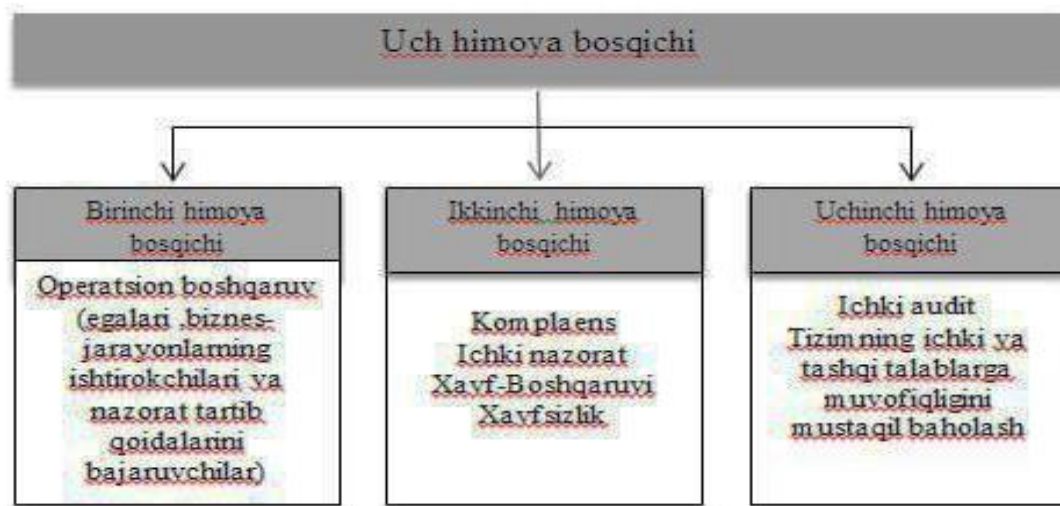 Uch himoya bosqichi
Birinchi himoya
bosqichi
Operatsion boshqaruv
(egalari ,biznes-
jarayonlarning
ishtirokchilari va
nazorat tartib
qoidalarini
bajaruvchilar)
Ikkinchi himoya
bosqichi
Komplaens
Ichki nazorat
Xavf-Boshqaruvi
Xavfsizlik
Uchinchi himoya
bosqichi
Ichki audit
Tizimning ichki va
tashqi talablarga
muvofiqligini
mustaqil baholash